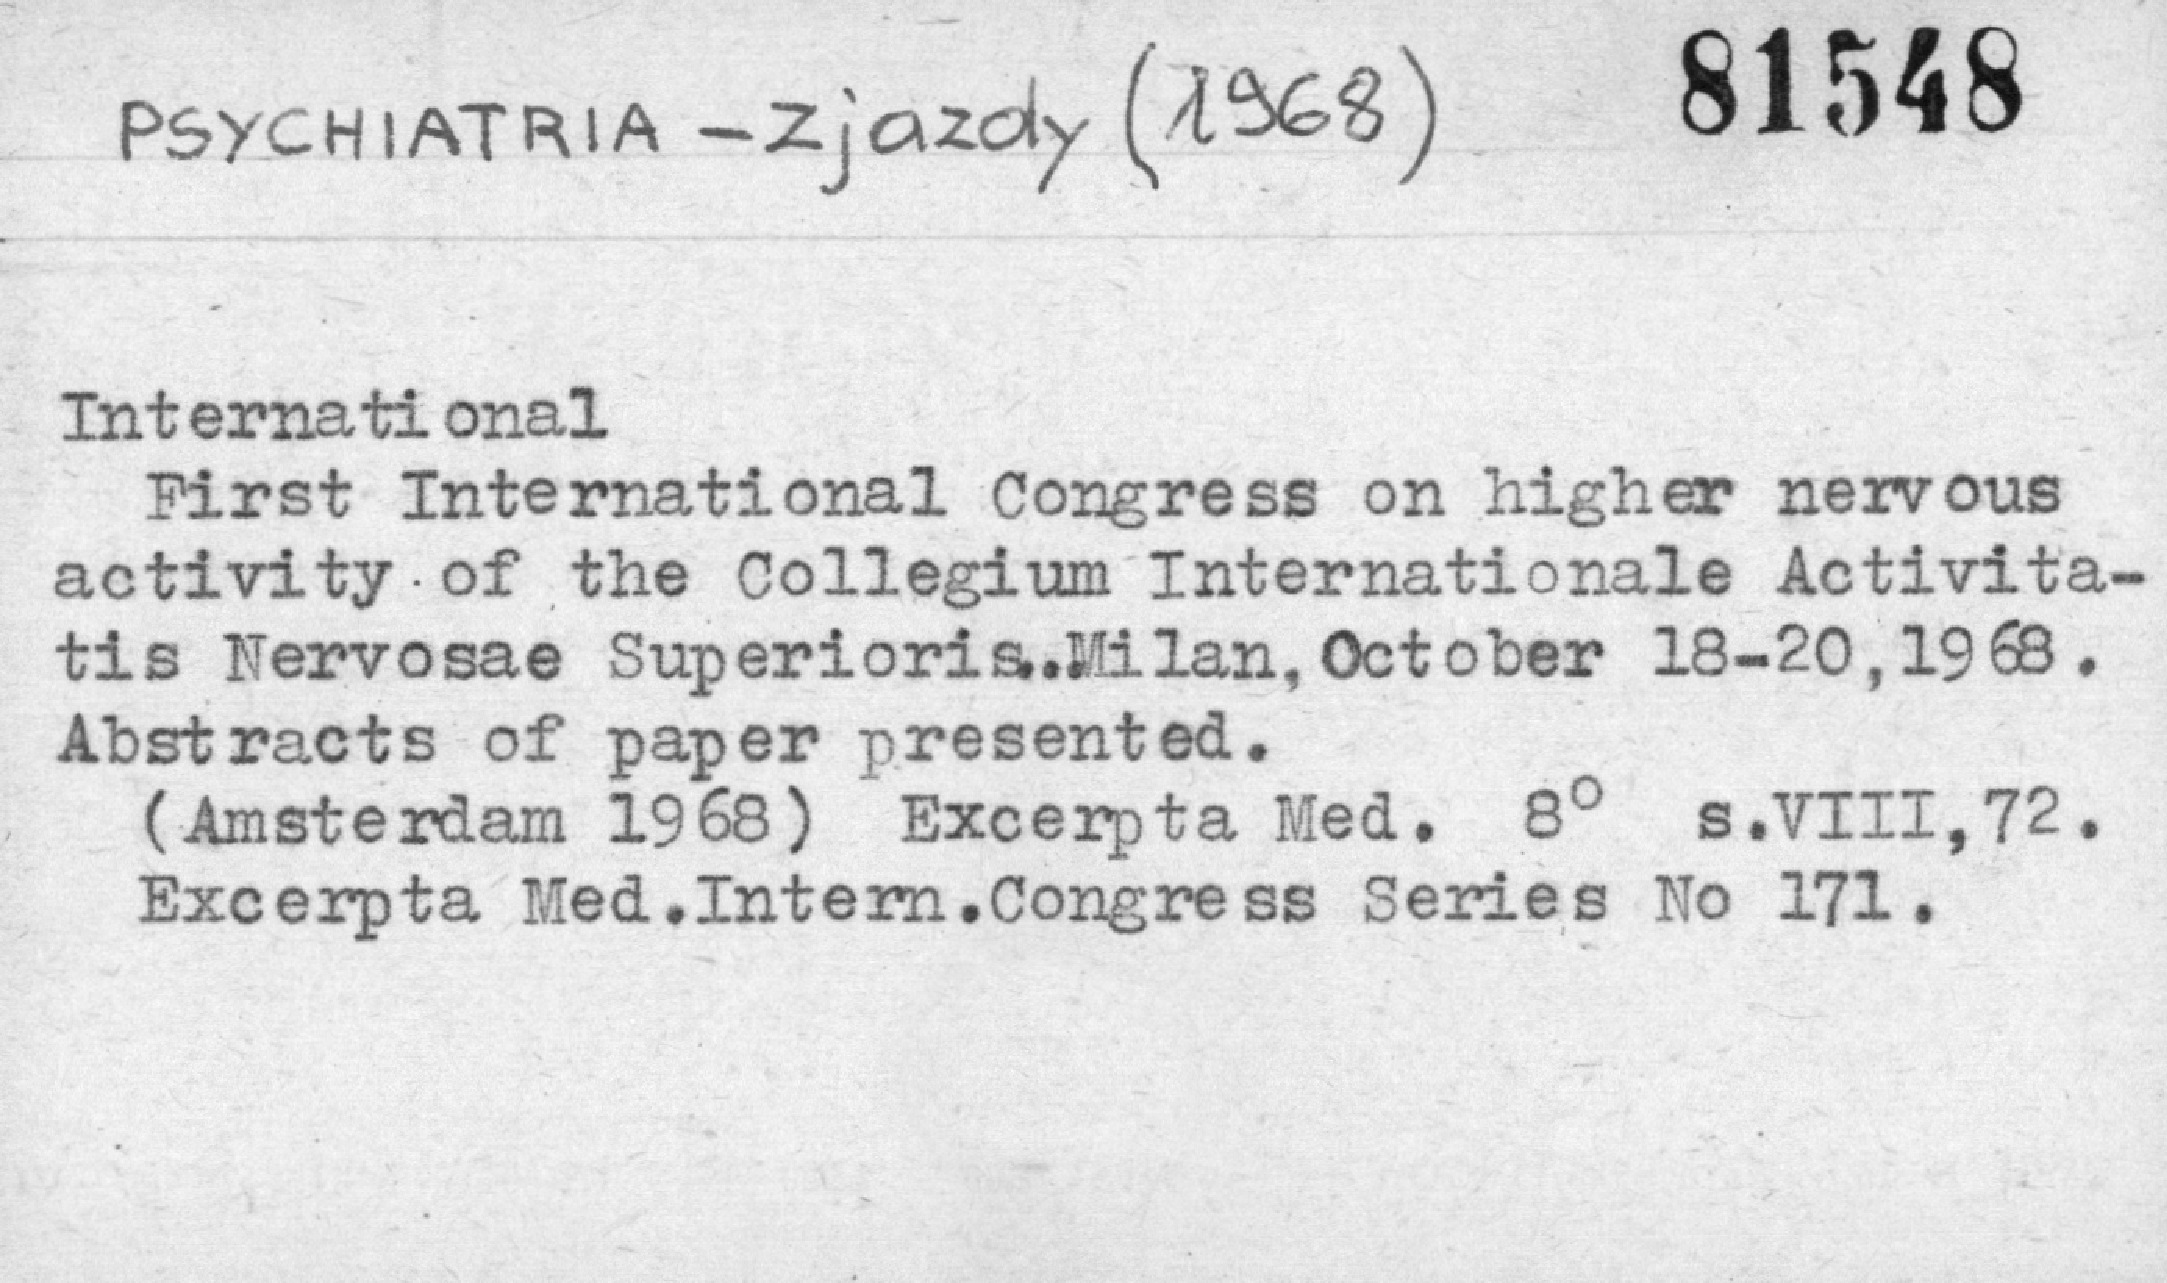 PSYCHIATRIA - zjazdy (1968)
81548
International
First International Congress on higher nervous
activity of the Collegium Internationale Activita-
tis Nervosae Superioris..Milan, October 18-20,1968.
Abstracts of paper presented.
(Amsterdam 1968) Excerpta Med. 8° s.VIII,72.
Excerpta Med.Intern.Congress Series No 171.